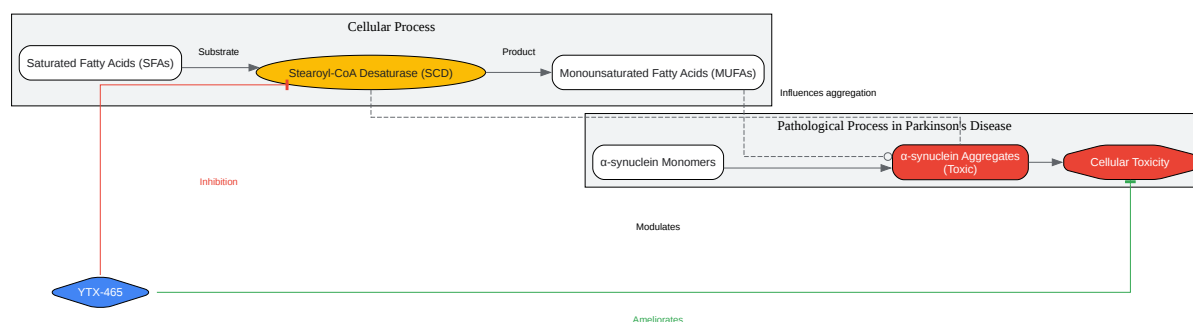 Cellular Process
Substrate
Product
Saturated Fatty Acids (SFAs)
Stearoyl-CoA Desaturase (SCD)
Monounsaturated Fatty Acids (MUFAs)
Influences aggregation
Pathological Process in Parkinson's Disease
α-synuclein Monomers
α-synuclein Aggregates
(Toxic)
Cellular Toxicity
Inhibition
Modulates
YTX-465
Ameliorates